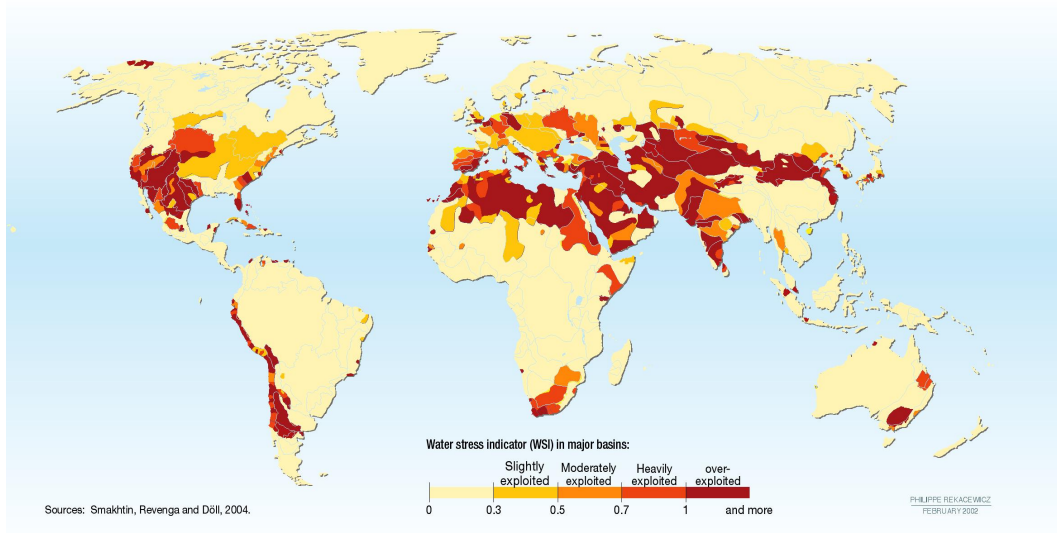 Water stress indicator (WSI) in major basins:
Slightly exploited
Moderately exploited
Heavily exploited
over-exploited
0 0.3 0.5 0.7 1 and more
Sources: Smakhtin, Revenga and Döll, 2004.
PHILIPPE REKACEWICZ
FEBRUARY 2002